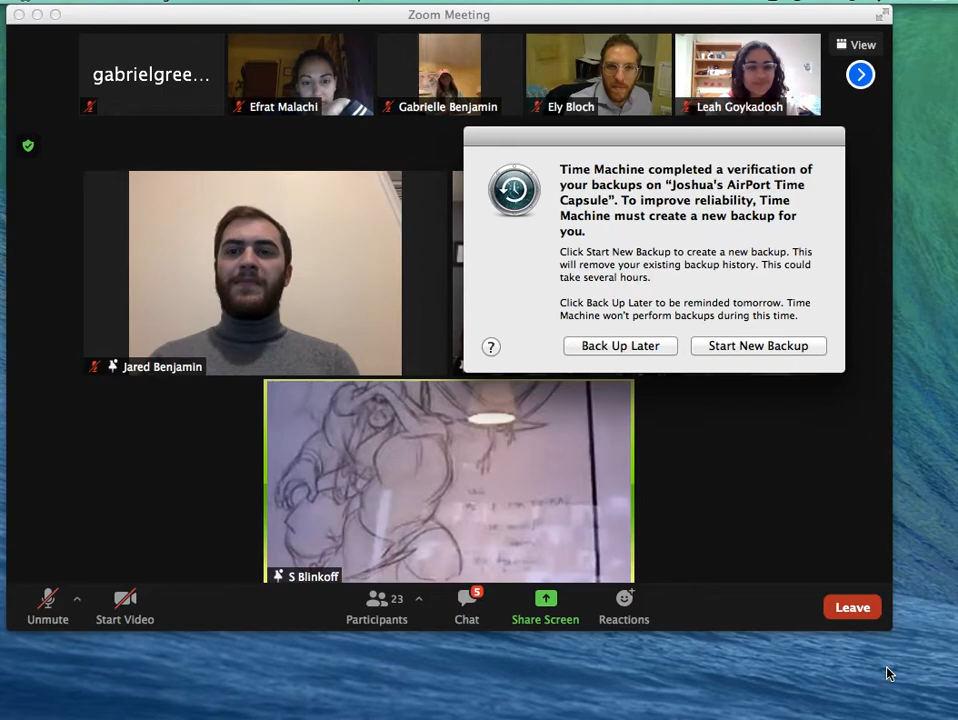 Zoom Meeting
View
gabrielgree...
Efrat Malachi
Gabrielle Benjamin
Ely Bloch
Leah Goykadosh
Time Machine completed a verification of
your backups on “Joshua's AirPort Time
Capsule”. To improve reliability, Time
Machine must create a new backup for
you.
Click Start New Backup to create a new backup. This
will remove your existing backup history. This could
take several hours.
Click Back Up Later to be reminded tomorrow. Time
Machine won't perform backups during this time.
?
Back Up Later
Start New Backup
Jared Benjamin
S Blinkoff
Unmute
Start Video
23
Participants
5
Chat
Share Screen
Reactions
Leave